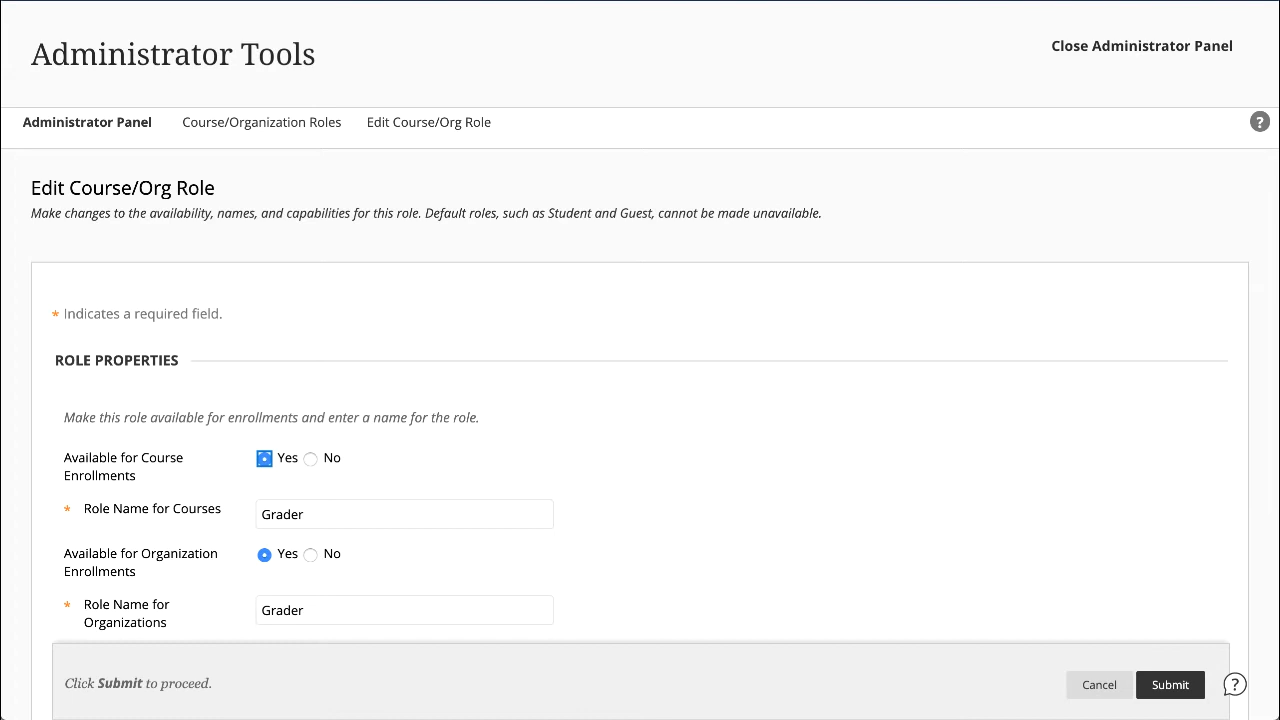 Administrator Tools
Close Administrator Panel
Administrator Panel
Course/Organization Roles
Edit Course/Org Role
?
Edit Course/Org Role
Make changes to the availability, names, and capabilities for this role. Default roles, such as Student and Guest, cannot be made unavailable.
* Indicates a required field.
ROLE PROPERTIES
Make this role available for enrollments and enter a name for the role.
Available for Course
Enrollments
Yes
No
* Role Name for Courses
Grader
Available for Organization
Enrollments
Yes
No
* Role Name for
Organizations
Grader
Click Submit to proceed.
Cancel
Submit
?